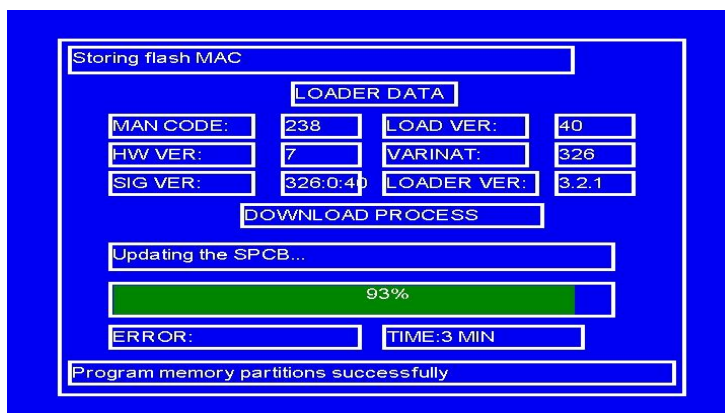 Storing flash MAC
LOADER DATA
MAN CODE: 238 LOAD VER: 40
HW VER: 7 VARINAT: 326
SIG VER: 326:0:40 LOADER VER: 3.2.1
DOWNLOAD PROCESS
Updating the SPCB...
93%
ERROR: TIME:3 MIN
Program memory partitions successfully